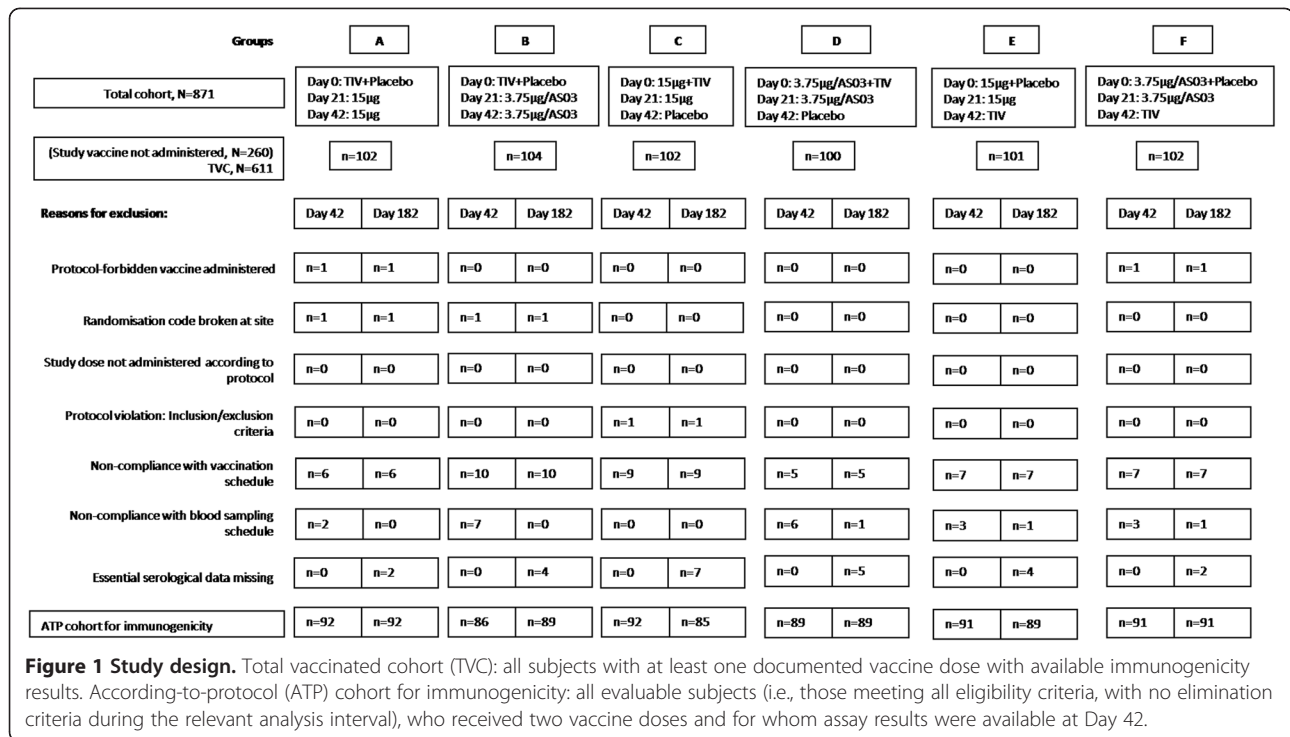 Groups A B C D E F
Total cohort, N=871
Day 0: TIV+Placebo
Day 21: 15µg
Day 42: 15µg
Day 0: TIV+Placebo
Day 21: 3.75µg/AS03
Day 42: 3.75µg/AS03
Day 0: 15µg+TIV
Day 21: 15µg
Day 42: Placebo
Day 0: 3.75µg/AS03+TIV
Day 21: 3.75µg/AS03
Day 42: Placebo
Day 0: 15µg+Placebo
Day 21: 15µg
Day 42: TIV
Day 0: 3.75µg/AS03+Placebo
Day 21: 3.75µg/AS03
Day 42: TIV
(Study vaccine not administered, N=260)
TVC, N=611
n=102 n=104 n=102 n=100 n=101 n=102
Reasons for exclusion: Day 42 Day 182 Day 42 Day 182 Day 42 Day 182 Day 42 Day 182 Day 42 Day 182 Day 42 Day 182
Protocol-forbidden vaccine administered n=1 n=1 n=0 n=0 n=0 n=0 n=0 n=0 n=0 n=0 n=1 n=1
Randomisation code broken at site n=1 n=1 n=1 n=1 n=0 n=0 n=0 n=0 n=0 n=0 n=0 n=0
Study dose not administered according to
protocol
n=0 n=0 n=0 n=0 n=0 n=0 n=0 n=0 n=0 n=0 n=0 n=0
Protocol violation: Inclusion/exclusion
criteria
n=0 n=0 n=0 n=0 n=1 n=1 n=0 n=0 n=0 n=0 n=0 n=0
Non-compliance with vaccination
schedule
n=6 n=6 n=10 n=10 n=9 n=9 n=5 n=5 n=7 n=7 n=7 n=7
Non-compliance with blood sampling
schedule
n=2 n=0 n=7 n=0 n=0 n=0 n=6 n=1 n=3 n=1 n=3 n=1
Essential serological data missing n=0 n=2 n=0 n=4 n=0 n=7 n=0 n=5 n=0 n=4 n=0 n=2
ATP cohort for immunogenicity n=92 n=92 n=86 n=89 n=92 n=85 n=89 n=89 n=91 n=89 n=91 n=91
Figure 1 Study design. Total vaccinated cohort (TVC): all subjects with at least one documented vaccine dose with available immunogenicity
results. According-to-protocol (ATP) cohort for immunogenicity: all evaluable subjects (i.e., those meeting all eligibility criteria, with no elimination
criteria during the relevant analysis interval), who received two vaccine doses and for whom assay results were available at Day 42.